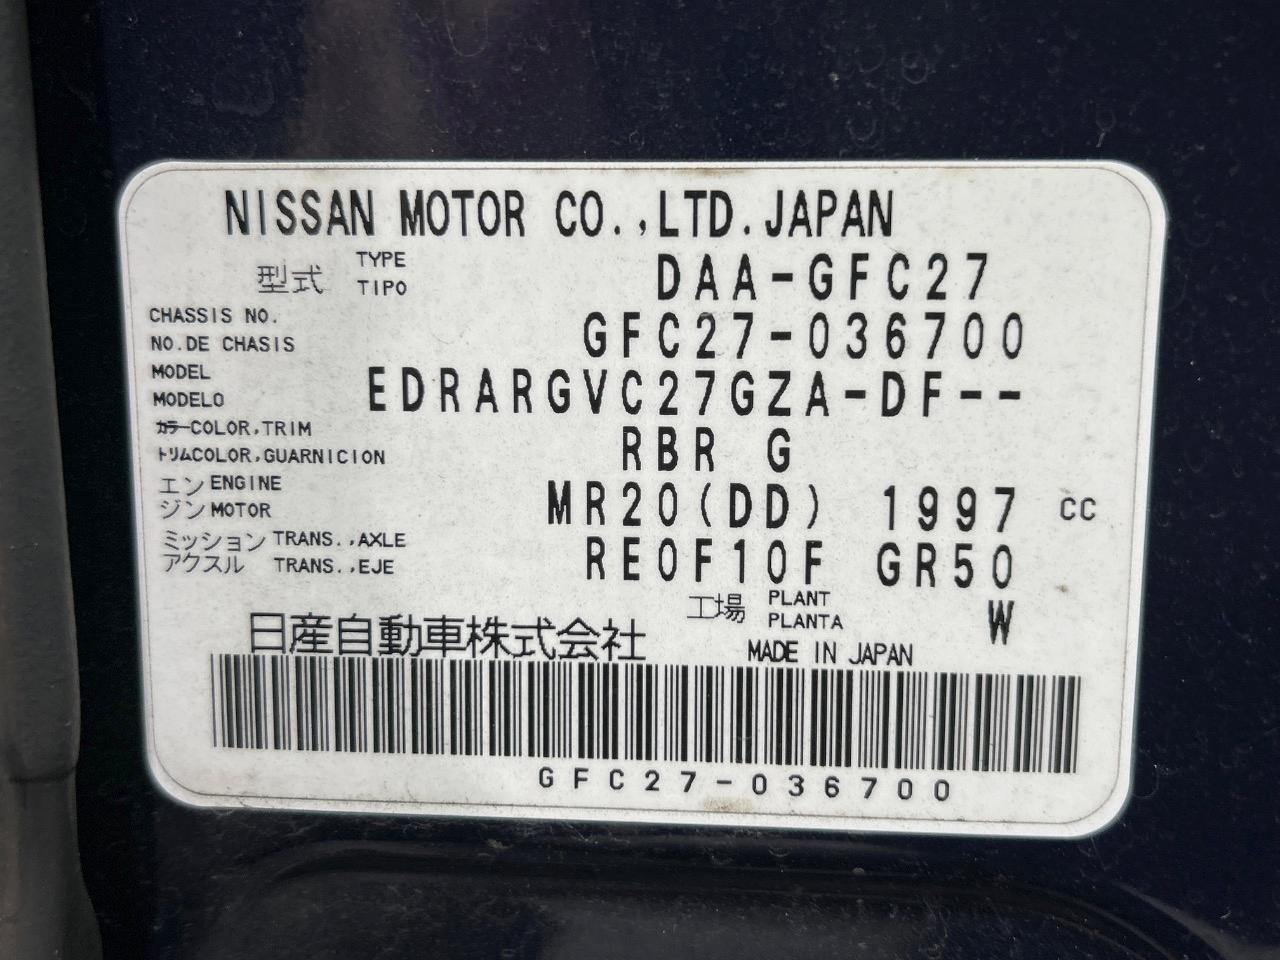 NISSAN MOTOR CO.,LTD.JAPAN
型式 TYPE TIPO DAA-GFC27
CHASSIS NO.
NO.DE CHASIS GFC27-036700
MODEL
MODELO EDRARGVC27GZA-DF--
カラーCOLOR,TRIM
トリムCOLOR,GUARNICION RBR G
エンジン ENGINE MOTOR MR20(DD) 1997 CC
ミッション TRANS.,AXLE
アクスル TRANS.,EJE RE0F10F GR50
工場 PLANT PLANTA W
日産自動車株式会社 MADE IN JAPAN
GFC27-036700